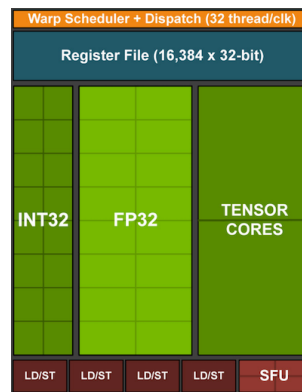 Warp Scheduler + Dispatch (32 thread/clk)
Register File (16,384 x 32-bit)
INT32
FP32
TENSOR
CORES
LD/ST
LD/ST
LD/ST
LD/ST
SFU